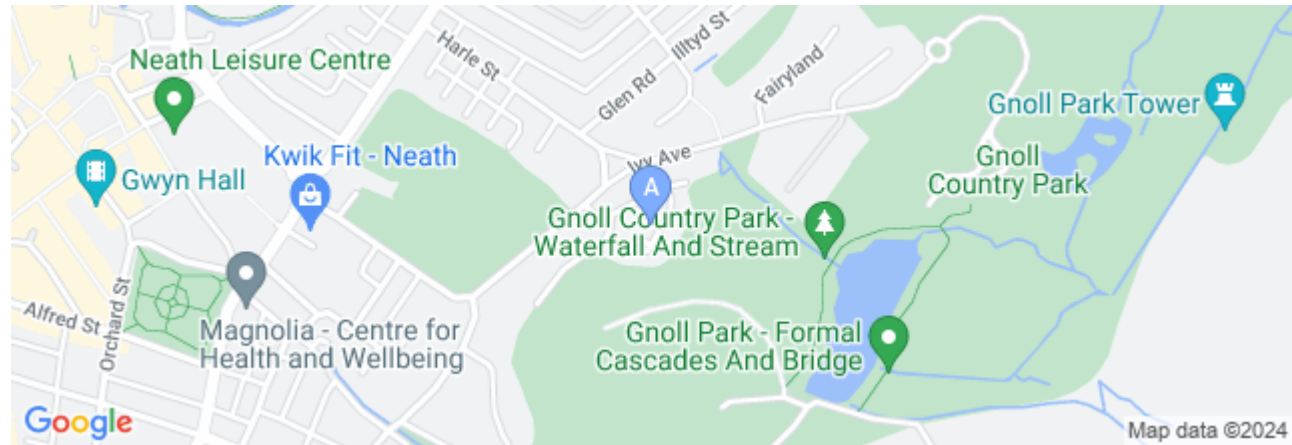 Harle St
Glen Rd
Illtyd St
Fairyland
Neath Leisure Centre
Gnoll Park Tower
Kwik Fit - Neath
Ivy Ave
Gnoll
Country Park
Gwyn Hall
A
Gnoll Country Park -
Waterfall And Stream
Orchard St
Alfred St
Magnolia - Centre for
Health and Wellbeing
Gnoll Park - Formal
Cascades And Bridge
Google
Map data ©2024